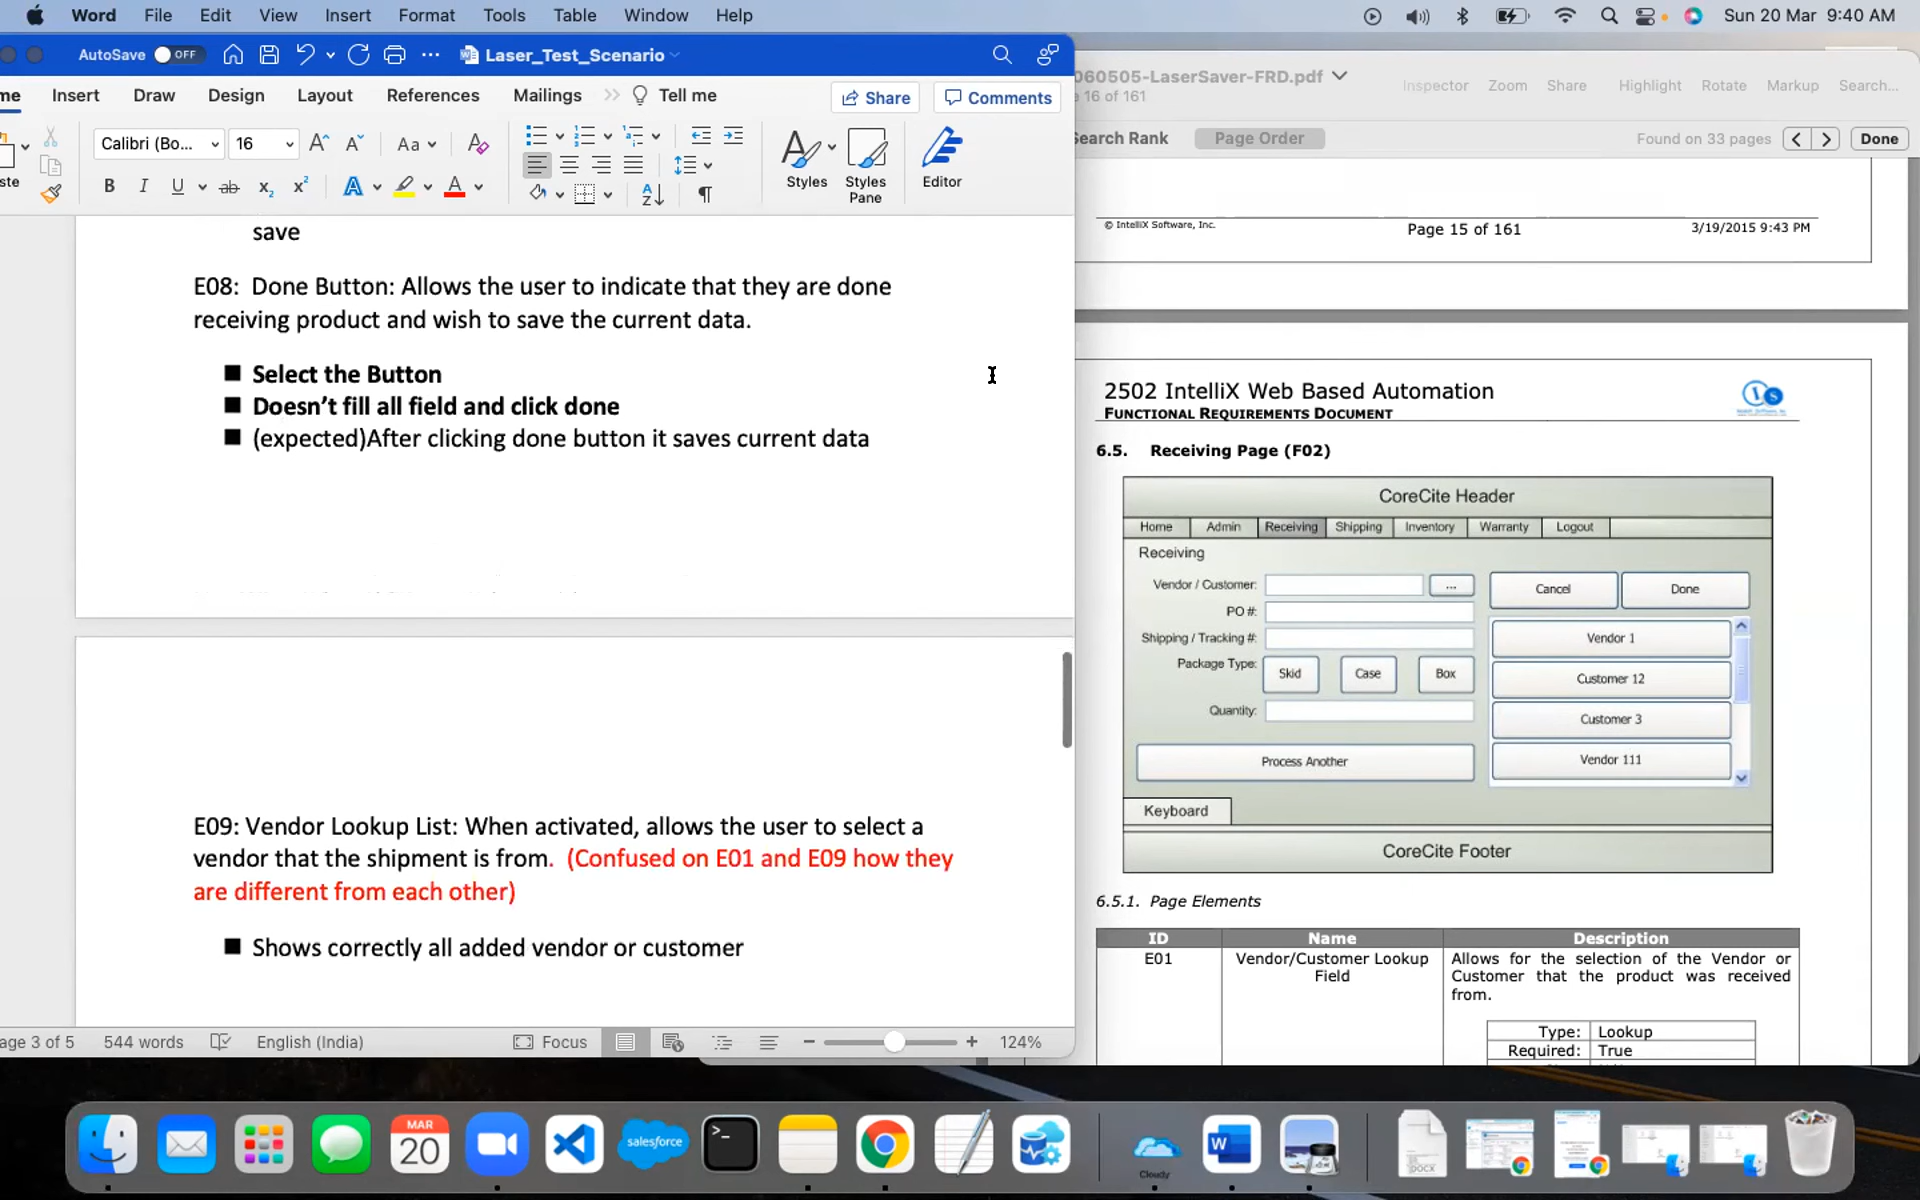 Word File Edit View Insert Format Tools Table Window Help Sun 20 Mar 9:40 AM
AutoSave OFF Laser_Test_Scenario
me Insert Draw Design Layout References Mailings Tell me Share Comments
Calibri (Bo... 16 Aa
ste B I U ab x2 x2 A A Styles Styles Pane Editor
save
E08: Done Button: Allows the user to indicate that they are done
receiving product and wish to save the current data.
Select the Button
Doesn’t fill all field and click done
(expected)After clicking done button it saves current data
E09: Vendor Lookup List: When activated, allows the user to select a
vendor that the shipment is from. (Confused on E01 and E09 how they
are different from each other)
Shows correctly all added vendor or customer
age 3 of 5 544 words English (India) Focus 124%
060505-LaserSaver-FRD.pdf
16 of 161
Inspector Zoom Share Highlight Rotate Markup Search...
Search Rank Page Order Found on 33 pages Done
© IntelliX Software, Inc. Page 15 of 161 3/19/2015 9:43 PM
2502 IntelliX Web Based Automation
FUNCTIONAL REQUIREMENTS DOCUMENT
6.5. Receiving Page (F02)
CoreCite Header
Home Admin Receiving Shipping Inventory Warranty Logout
Receiving
Vendor / Customer: ... Cancel Done
PO #:
Shipping / Tracking #: Vendor 1
Package Type: Skid Case Box Customer 12
Quantity: Customer 3
Process Another Vendor 111
Keyboard
CoreCite Footer
6.5.1. Page Elements
ID Name Description
E01 Vendor/Customer Lookup Allows for the selection of the Vendor or
Field Customer that the product was received
from.
Type: Lookup
Required: True
MAR
20
salesforce
W
Cloudy
DOCX